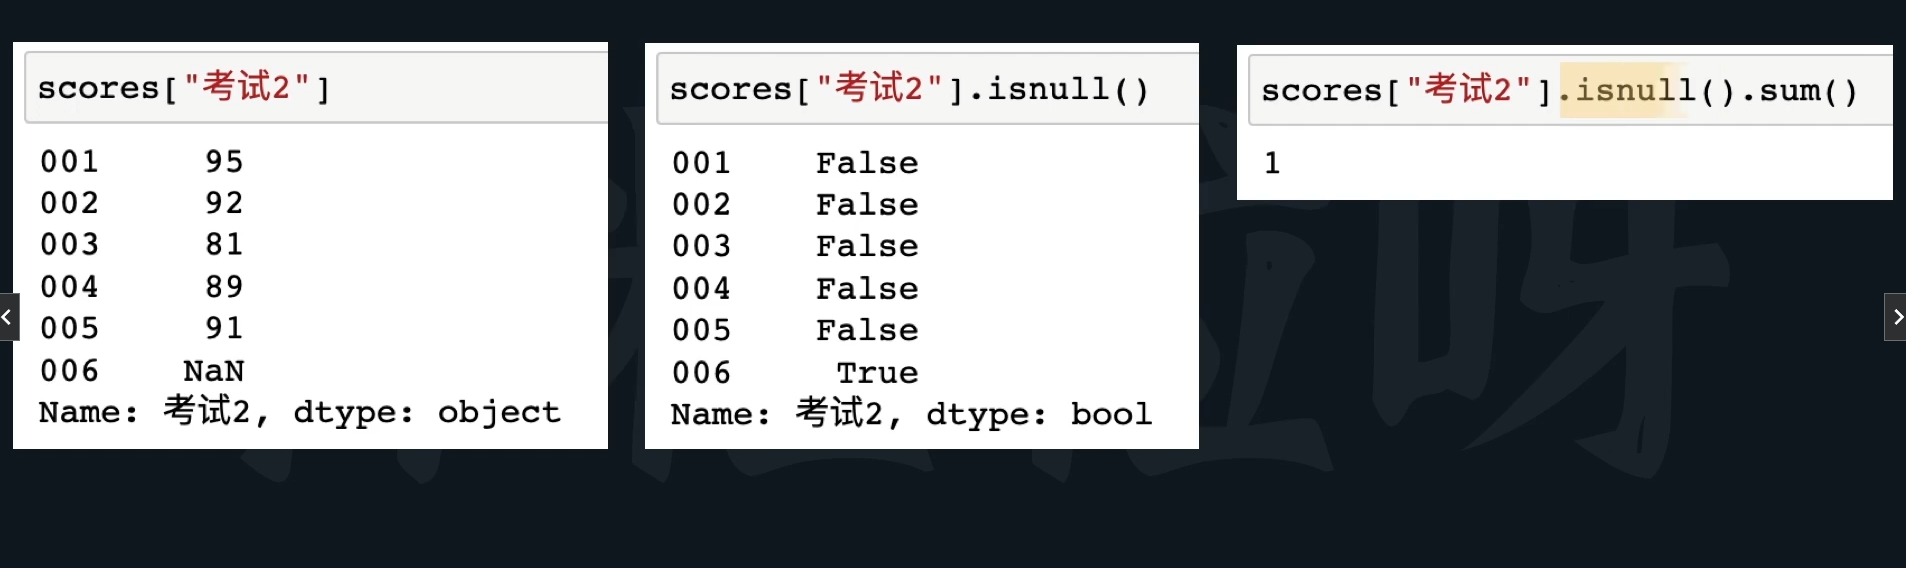 scores["考试2"]
001 95
002 92
003 81
004 89
005 91
006 NaN
Name: 考试2, dtype: object
scores["考试2"].isnull()
001 False
002 False
003 False
004 False
005 False
006 True
Name: 考试2, dtype: bool
scores["考试2"].isnull().sum()
1